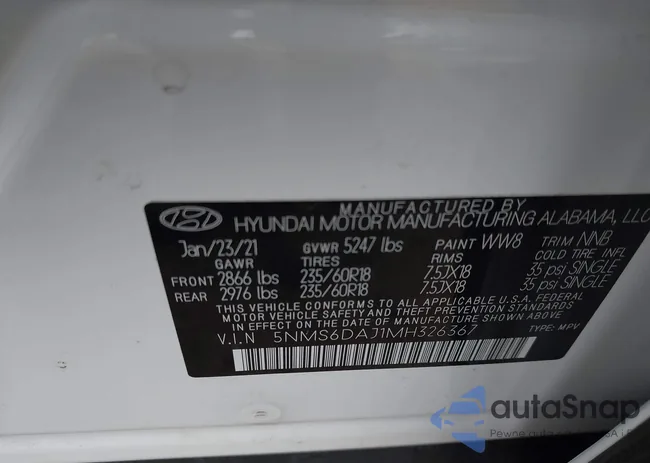 MANUFACTURED BY
HYUNDAI MOTOR MANUFACTURING ALABAMA, LLC
Jan/23/21 GVWR 5247 lbs PAINT WW8 TRIM NNB
GAWR TIRES RIMS COLD TIRE INFL
FRONT 2866 lbs 235/60R18 7.5JX18 35 psi SINGLE
REAR 2976 lbs 235/60R18 7.5JX18 35 psi SINGLE
THIS VEHICLE CONFORMS TO ALL APPLICABLE U.S.A. FEDERAL
MOTOR VEHICLE SAFETY AND THEFT PREVENTION STANDARDS
IN EFFECT ON THE DATE OF MANUFACTURE SHOWN ABOVE
V.I.N 5NMS6DAJ1MH326367 TYPE: MPV
autaSnap
Pewne auta